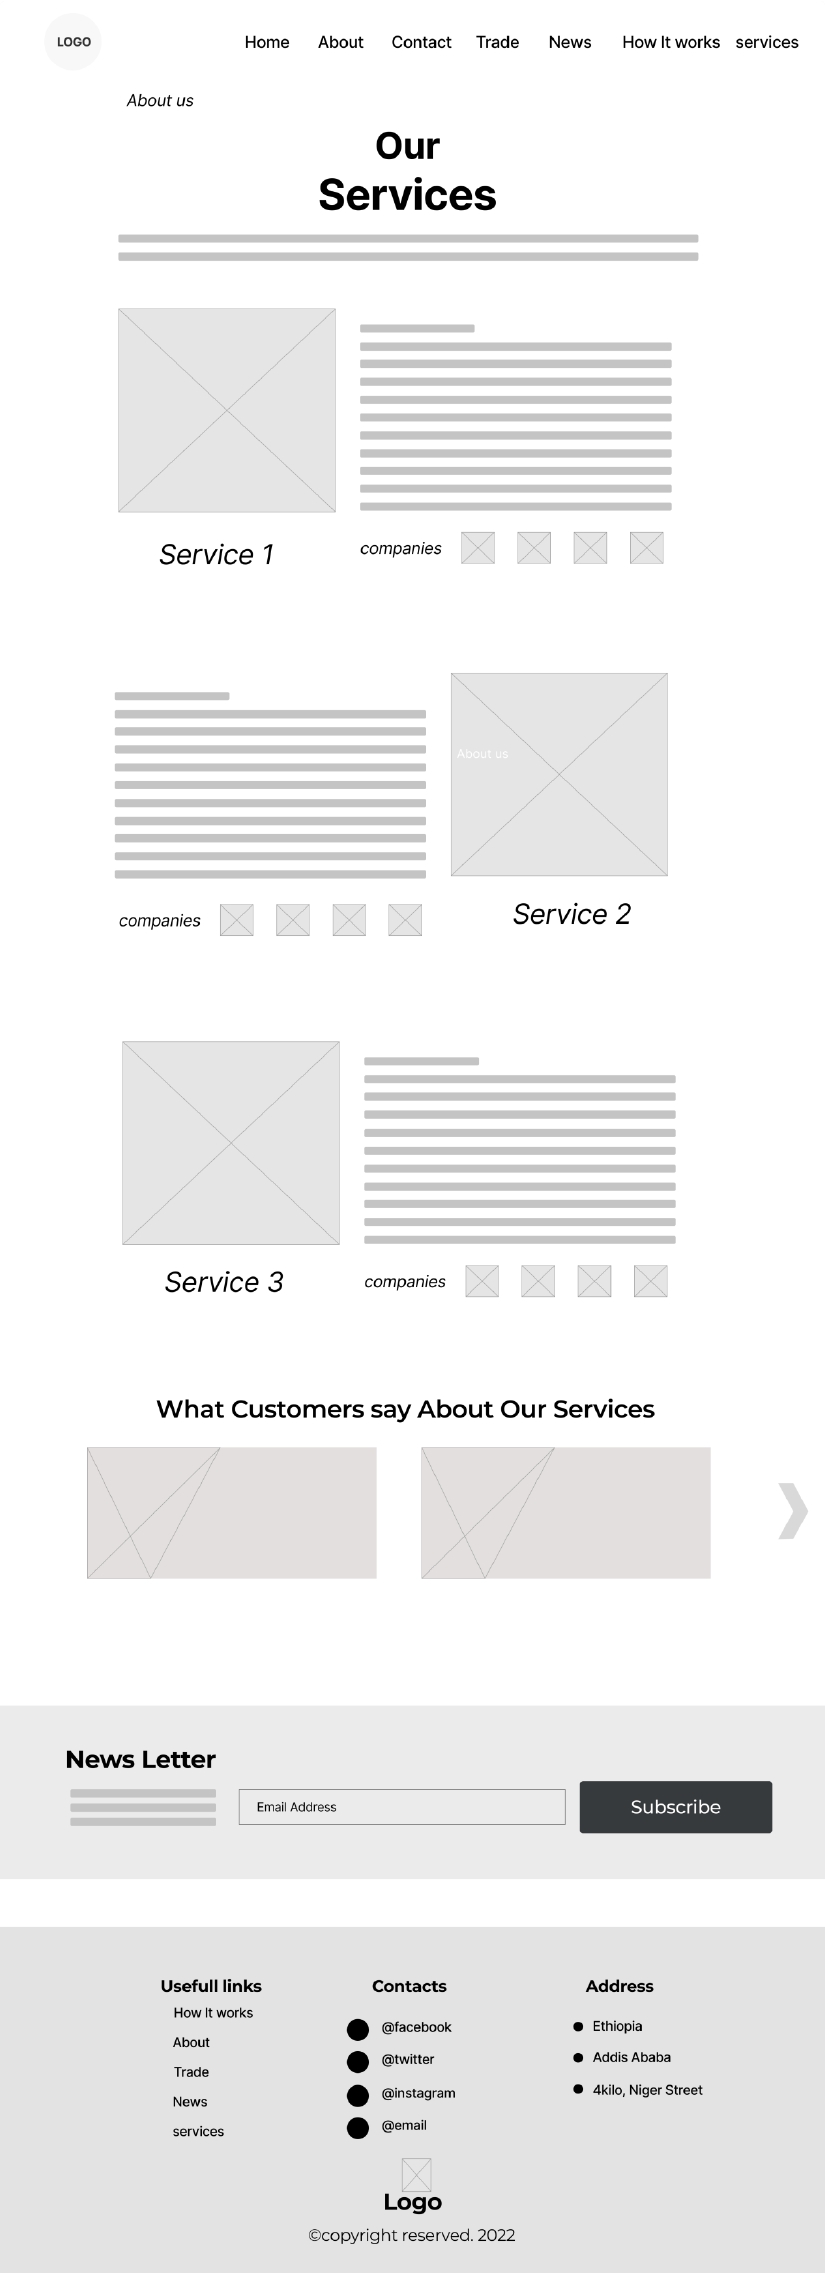 LOGO
Home About Contact Trade News How It works services
About us
Our
Services
Service 1
companies
About us
companies
Service 2
Service 3
companies
What Customers say About Our Services
News Letter
Email Address
Subscribe
Usefull links
How It works
About
Trade
News
services
Contacts
@facebook
@twitter
@instagram
@email
Address
Ethiopia
Addis Ababa
4kilo, Niger Street
Logo
©copyright reserved. 2022